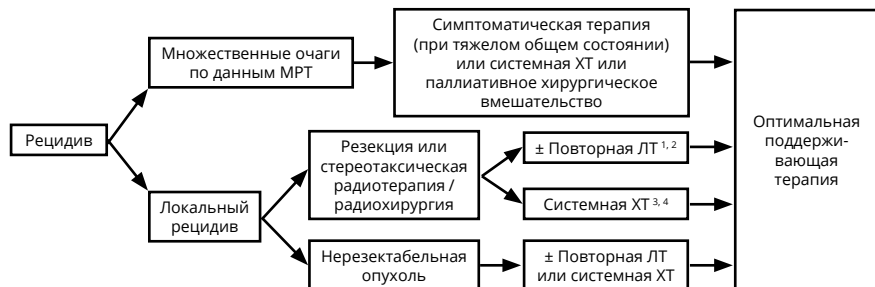 Рецидив
Множественные очаги
по данным МРТ
Симптоматическая терапия
(при тяжелом общем состоянии)
или системная ХТ или
паллиативное хирургическое
вмешательство
Локальный
рецидив
Резекция или
стереотаксическая
радиотерапия /
радиохирургия
± Повторная ЛТ 1, 2
Системная ХТ 3, 4
Нерезектабельная
опухоль
± Повторная ЛТ
или системная ХТ
Оптимальная
поддержи-
вающая
терапия